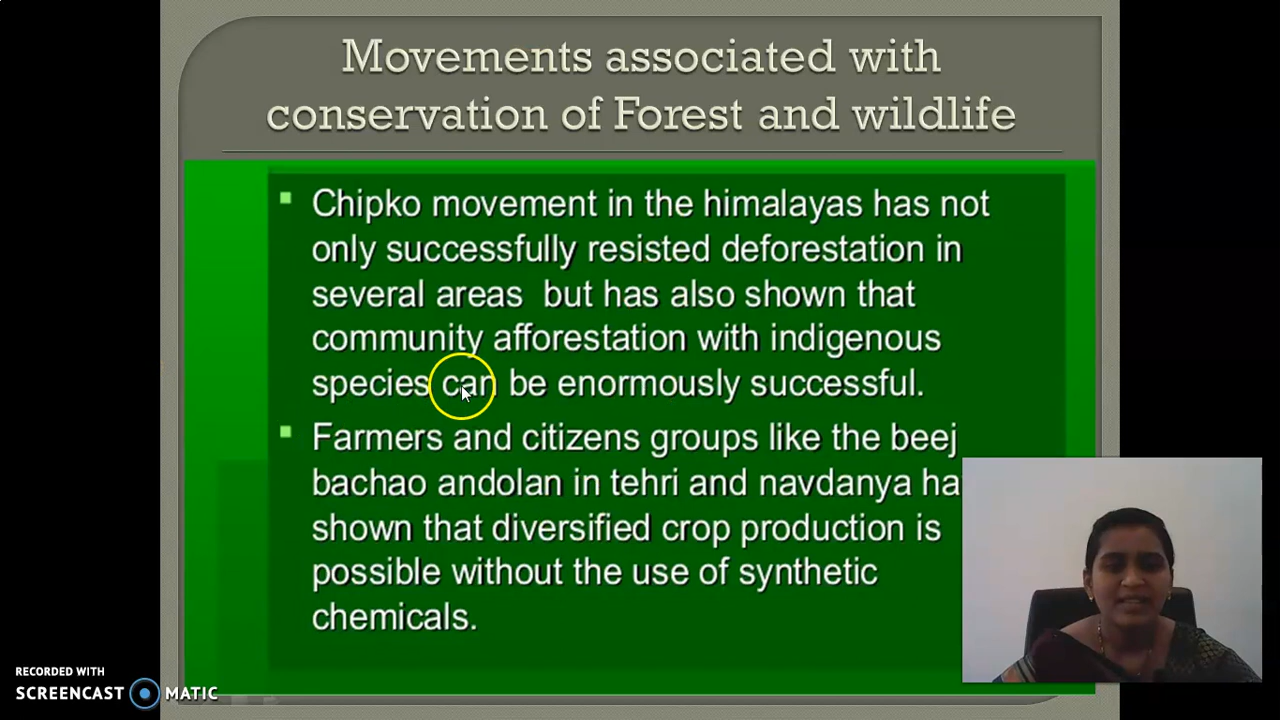 Movements associated with
conservation of Forest and wildlife
Chipko movement in the himalayas has not
only successfully resisted deforestation in
several areas but has also shown that
community afforestation with indigenous
species can be enormously successful.
Farmers and citizens groups like the beej
bachao andolan in tehri and navdanya ha
shown that diversified crop production is
possible without the use of synthetic
chemicals.
RECORDED WITH
SCREENCAST MATIC